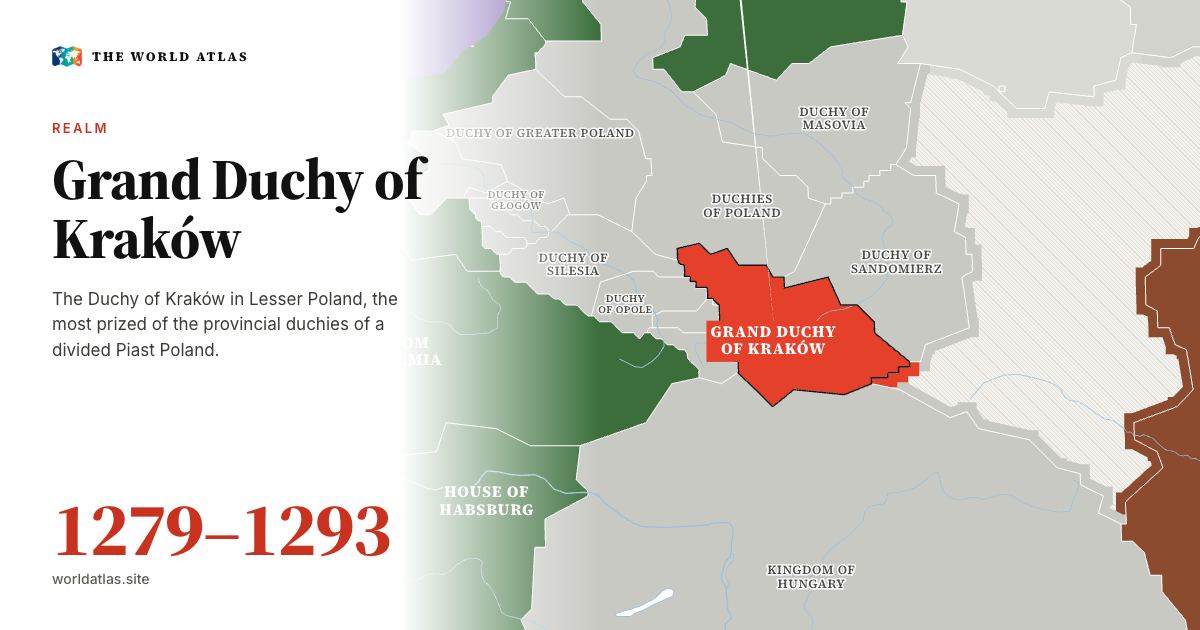 THE WORLD ATLAS
REALM
Grand Duchy of
Kraków
The Duchy of Kraków in Lesser Poland, the
most prized of the provincial duchies of a
divided Piast Poland.
1279–1293
worldatlas.site
DUCHY OF GREATER POLAND
DUCHY OF
MASOVIA
DUCHY OF
GŁOGÓW
DUCHIES
OF POLAND
DUCHY OF
SILESIA
DUCHY OF
SANDOMIERZ
DUCHY
OF OPOLE
GRAND DUCHY
OF KRAKÓW
OM
MIA
HOUSE OF
HABSBURG
KINGDOM OF
HUNGARY